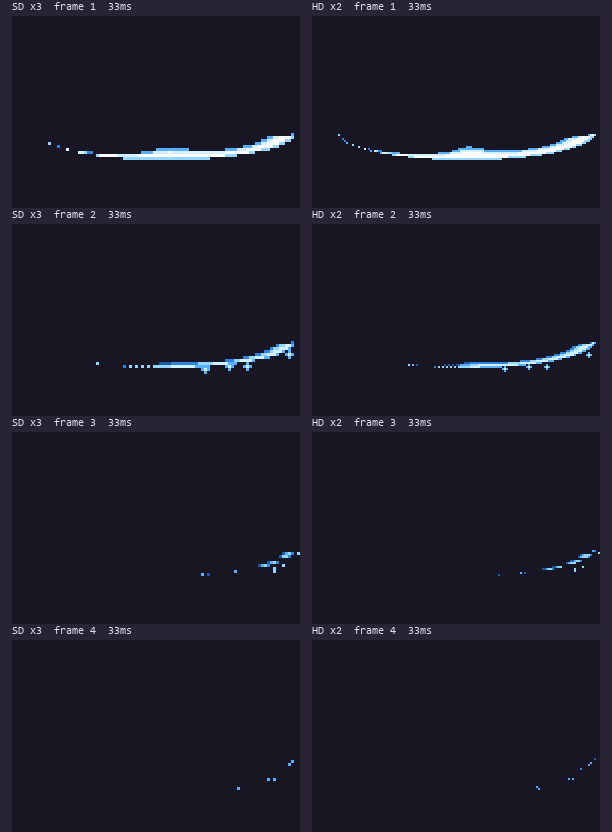 SD x3  frame 1  33ms
HD x2  frame 1  33ms
SD x3  frame 2  33ms
HD x2  frame 2  33ms
SD x3  frame 3  33ms
HD x2  frame 3  33ms
SD x3  frame 4  33ms
HD x2  frame 4  33ms